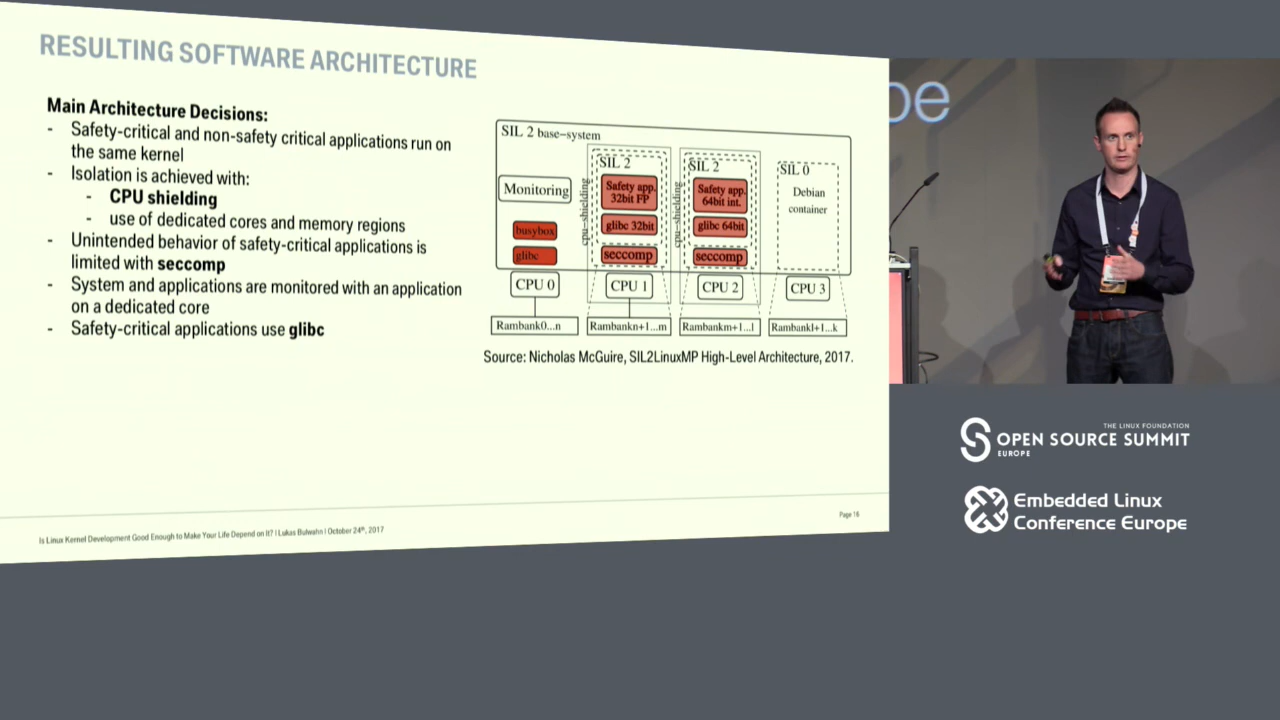 RESULTING SOFTWARE ARCHITECTURE
Main Architecture Decisions:
- Safety-critical and non-safety critical applications run on
the same kernel
- Isolation is achieved with:
- CPU shielding
- use of dedicated cores and memory regions
- Unintended behavior of safety-critical applications is
limited with seccomp
- System and applications are monitored with an application
on a dedicated core
- Safety-critical applications use glibc
SIL 2 base-system
Monitoring
busybox
glibc
CPU 0
Rambank0...n
cpu-shielding
SIL 2
Safety app.
32bit FP
glibc 32bit
seccomp
CPU 1
Rambankn+1...m
cpu-shielding
SIL 2
Safety app.
64bit int.
glibc 64bit
seccomp
CPU 2
Rambankm+1...l
SIL 0
Debian
container
CPU 3
Rambankl+1...k
Source: Nicholas McGuire, SIL2LinuxMP High-Level Architecture, 2017.
Is Linux Kernel Development Good Enough to Make Your Life Depend on It? | Lukas Bulwahn | October 24th, 2017
Page 16
pe
THE LINUX FOUNDATION
OPEN SOURCE SUMMIT
EUROPE
Embedded Linux
Conference Europe